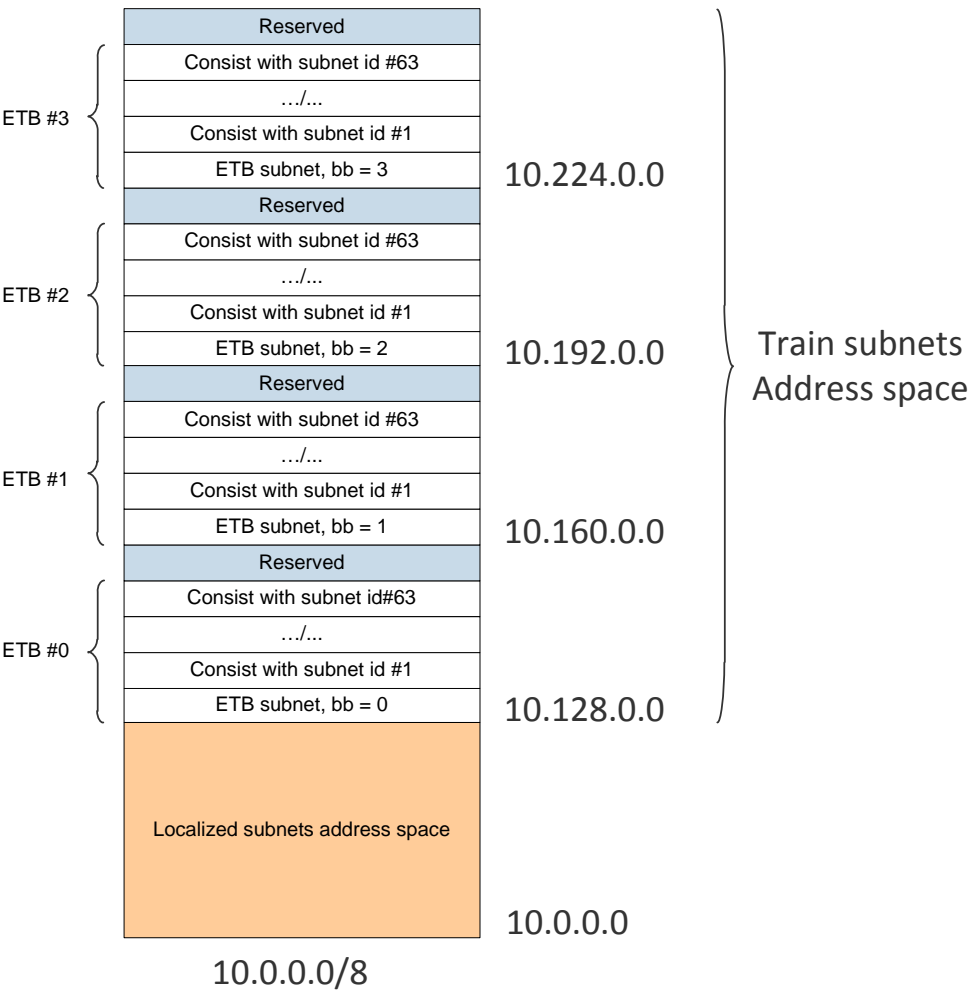 Reserved
Consist with subnet id #63
…/...
ETB #3
Consist with subnet id #1
ETB subnet, bb = 3
10.224.0.0
Reserved
Consist with subnet id #63
…/...
ETB #2
Consist with subnet id #1
ETB subnet, bb = 2
10.192.0.0
Train subnets
Address space
Reserved
Consist with subnet id #63
…/...
ETB #1
Consist with subnet id #1
ETB subnet, bb = 1
10.160.0.0
Reserved
Consist with subnet id#63
…/...
ETB #0
Consist with subnet id #1
ETB subnet, bb = 0
10.128.0.0
Localized subnets address space
10.0.0.0
10.0.0.0/8